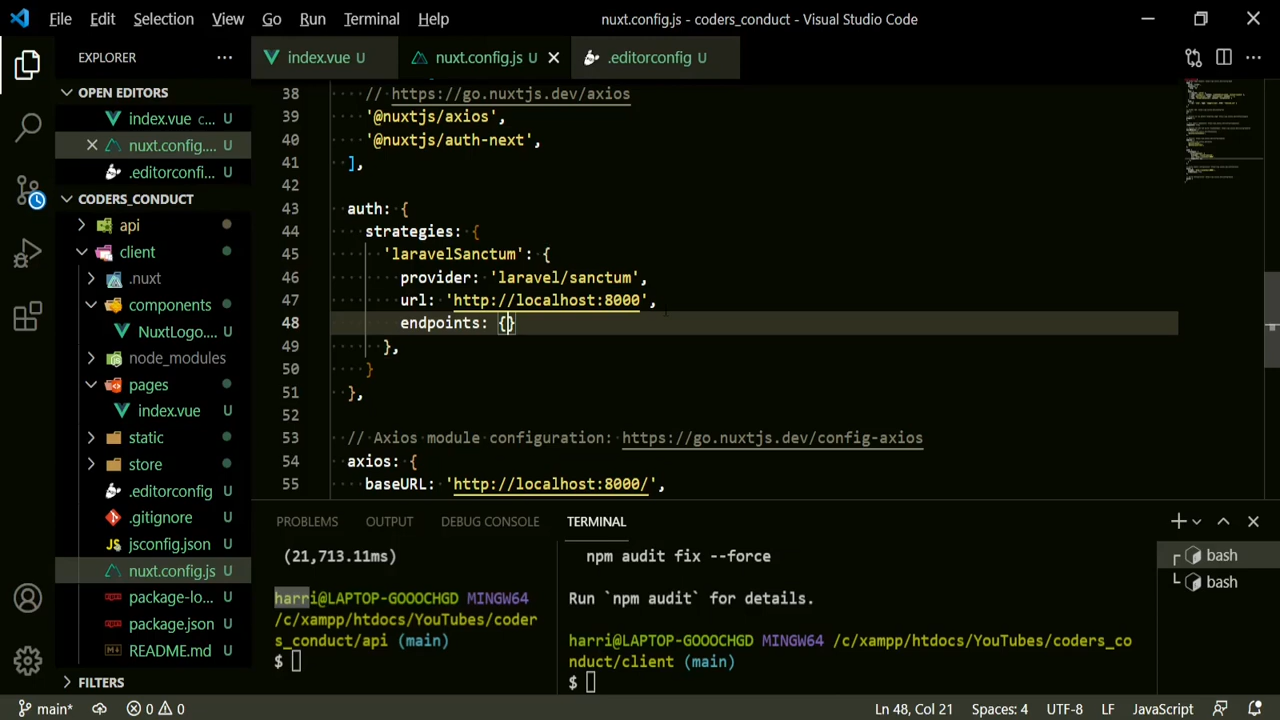 File Edit Selection View Go Run Terminal Help
nuxt.config.js - coders_conduct - Visual Studio Code
EXPLORER
OPEN EDITORS
index.vue c... U
nuxt.config.... U
.editorconfi... U
CODERS_CONDUCT
api
client
.nuxt
components
NuxtLogo.... U
node_modules
pages
index.vue U
static
store
.editorconfig U
.gitignore U
jsconfig.json U
nuxt.config.js U
package-lo... U
package.json U
README.md U
FILTERS
index.vue U
nuxt.config.js U
.editorconfig U
38 // https://go.nuxtjs.dev/axios
39 '@nuxtjs/axios',
40 '@nuxtjs/auth-next',
41 ],
42
43 auth: {
44 strategies: {
45 'laravelSanctum': {
46 provider: 'laravel/sanctum',
47 url: 'http://localhost:8000',
48 endpoints: {}
49 },
50 }
51 },
52
53 // Axios module configuration: https://go.nuxtjs.dev/config-axios
54 axios: {
55 baseURL: 'http://localhost:8000/',
PROBLEMS OUTPUT DEBUG CONSOLE TERMINAL
(21,713.11ms)
harri@LAPTOP-GOOOCHGD MINGW64
/c/xampp/htdocs/YouTubes/coder
s_conduct/api (main)
$
npm audit fix --force
Run `npm audit` for details.
harri@LAPTOP-GOOOCHGD MINGW64 /c/xampp/htdocs/YouTubes/coders_co
nduct/client (main)
$
bash
bash
main* 0 0
Ln 48, Col 21 Spaces: 4 UTF-8 LF JavaScript